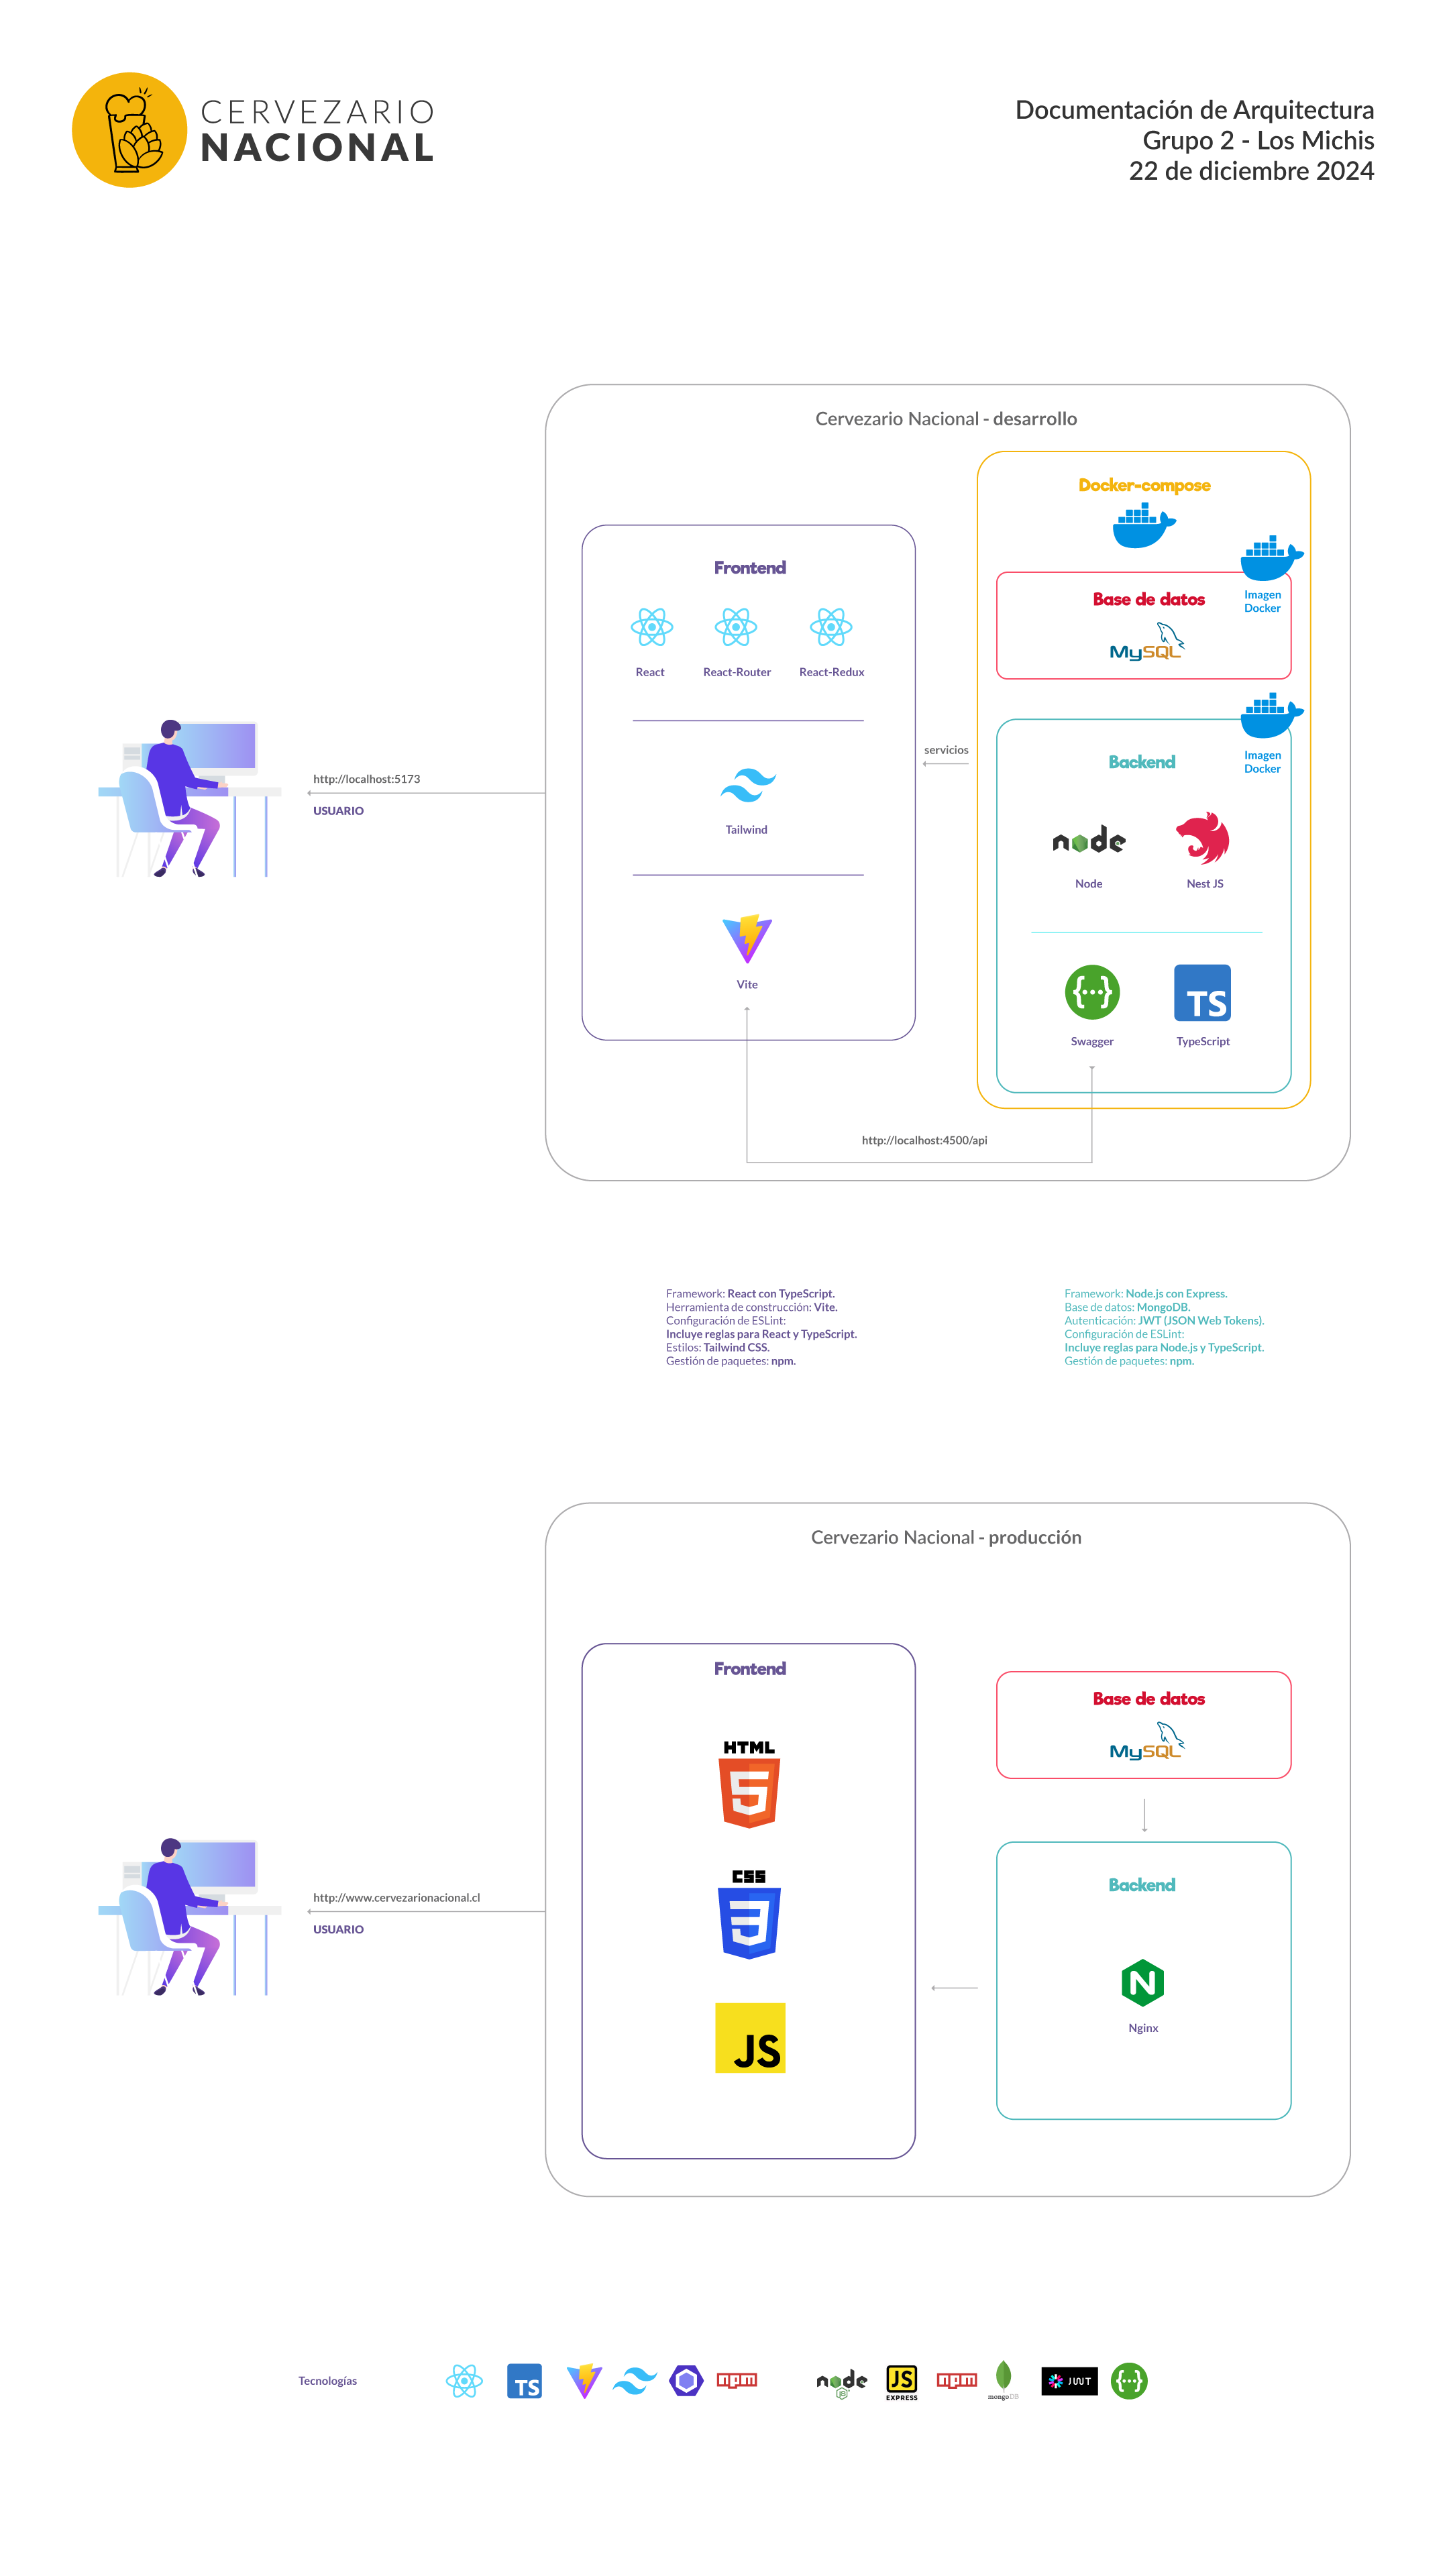 CERVEZARIO
NACIONAL
Documentación de Arquitectura
Grupo 2 - Los Michis
22 de diciembre 2024
Cervezario Nacional - desarrollo
Docker-compose
Frontend
Imagen
Docker
Base de datos
MySQL
React
React-Router
React-Redux
servicios
Imagen
Docker
Backend
http://localhost:5173
USUARIO
Tailwind
node
Node
Nest JS
Vite
TS
Swagger
TypeScript
http://localhost:4500/api
Framework: React con TypeScript.
Herramienta de construcción: Vite.
Configuración de ESLint:
Incluye reglas para React y TypeScript.
Estilos: Tailwind CSS.
Gestión de paquetes: npm.
Framework: Node.js con Express.
Base de datos: MongoDB.
Autenticación: JWT (JSON Web Tokens).
Configuración de ESLint:
Incluye reglas para Node.js y TypeScript.
Gestión de paquetes: npm.
Cervezario Nacional - producción
Frontend
Base de datos
MySQL
HTML
5
CSS
3
JS
Backend
N
Nginx
http://www.cervezarionacional.cl
USUARIO
Tecnologías
TS
npm
node
JS
JS
EXPRESS
npm
mongoDB
JWT